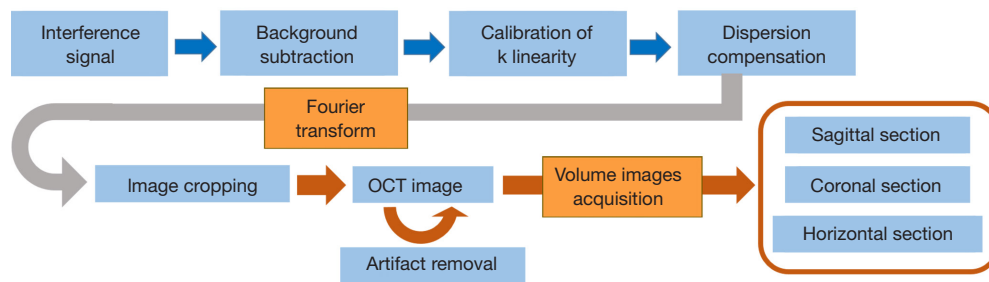 Interference
signal
Background
subtraction
Calibration of
k linearity
Dispersion
compensation
Fourier
transform
Image cropping
OCT image
Artifact removal
Volume images
acquisition
Sagittal section
Coronal section
Horizontal section